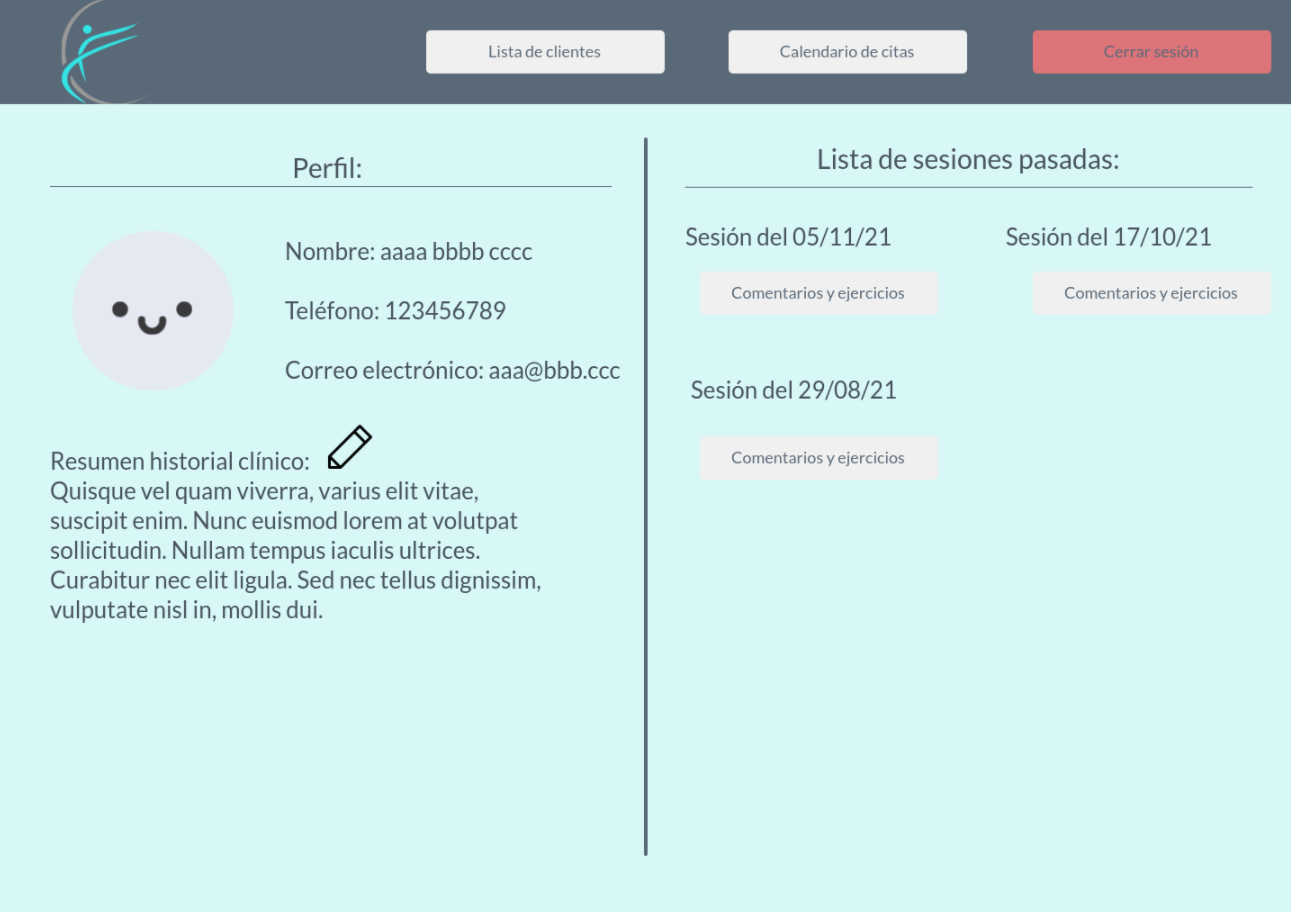 Lista de clientes
Calendario de citas
Cerrar sesión
Perfil:
Nombre: aaaa bbbb cccc
Teléfono: 123456789
Correo electrónico: aaa@bbb.ccc
Resumen historial clínico:
Quisque vel quam viverra, varius elit vitae,
suscipit enim. Nunc euismod lorem at volutpat
sollicitudin. Nullam tempus iaculis ultrices.
Curabitur nec elit ligula. Sed nec tellus dignissim,
vulputate nisl in, mollis dui.
Lista de sesiones pasadas:
Sesión del 05/11/21
Comentarios y ejercicios
Sesión del 17/10/21
Comentarios y ejercicios
Sesión del 29/08/21
Comentarios y ejercicios